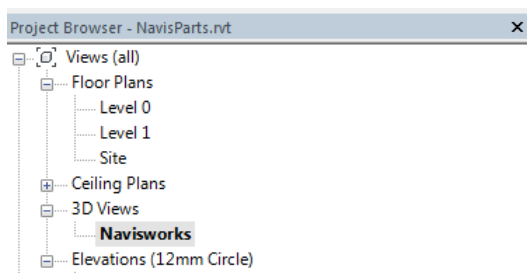 Project Browser - NavisParts.rvt
Views (all)
Floor Plans
Level 0
Level 1
Site
Ceiling Plans
3D Views
Navisworks
Elevations (12mm Circle)